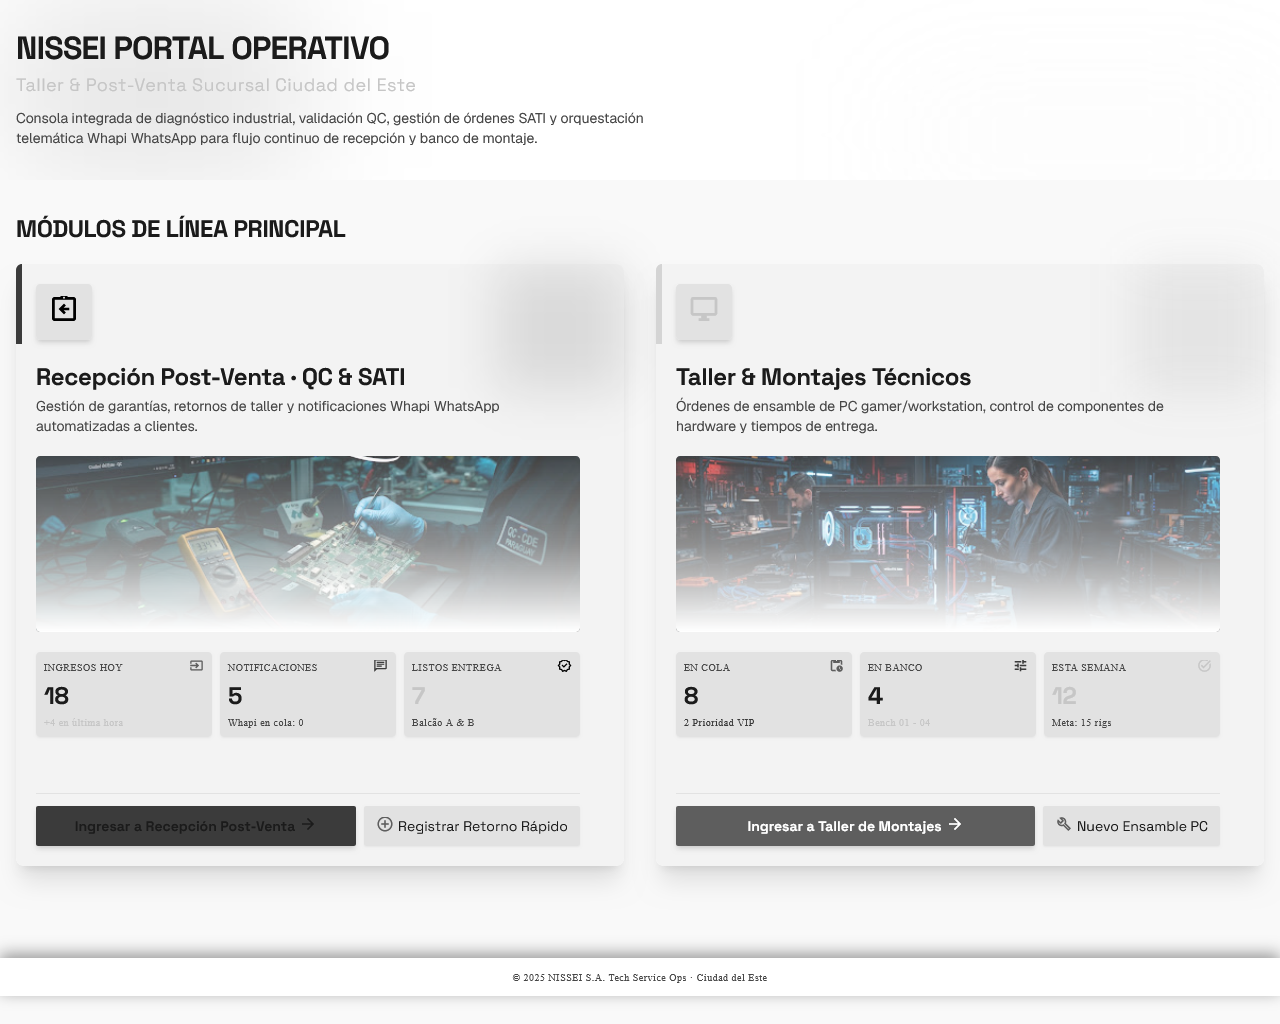 NISSEI PORTAL OPERATIVO
Taller & Post-Venta Sucursal Ciudad del Este
Consola integrada de diagnóstico industrial, validación QC, gestión de órdenes SATI y orquestación
telemática Whapi WhatsApp para flujo continuo de recepción y banco de montaje.
MÓDULOS DE LÍNEA PRINCIPAL
Recepción Post-Venta · QC & SATI
Gestión de garantías, retornos de taller y notificaciones Whapi WhatsApp
automatizadas a clientes.
QC - CDE
PARAGUAY
INGRESOS HOY
18
+4 en última hora
NOTIFICACIONES
5
Whapi en cola: 0
LISTOS ENTREGA
7
Balcão A & B
Ingresar a Recepción Post-Venta
Registrar Retorno Rápido
Taller & Montajes Técnicos
Órdenes de ensamble de PC gamer/workstation, control de componentes de
hardware y tiempos de entrega.
EN COLA
8
2 Prioridad VIP
EN BANCO
4
Bench 01 - 04
ESTA SEMANA
12
Meta: 15 rigs
Ingresar a Taller de Montajes
Nuevo Ensamble PC
© 2025 NISSEI S.A. Tech Service Ops · Ciudad del Este